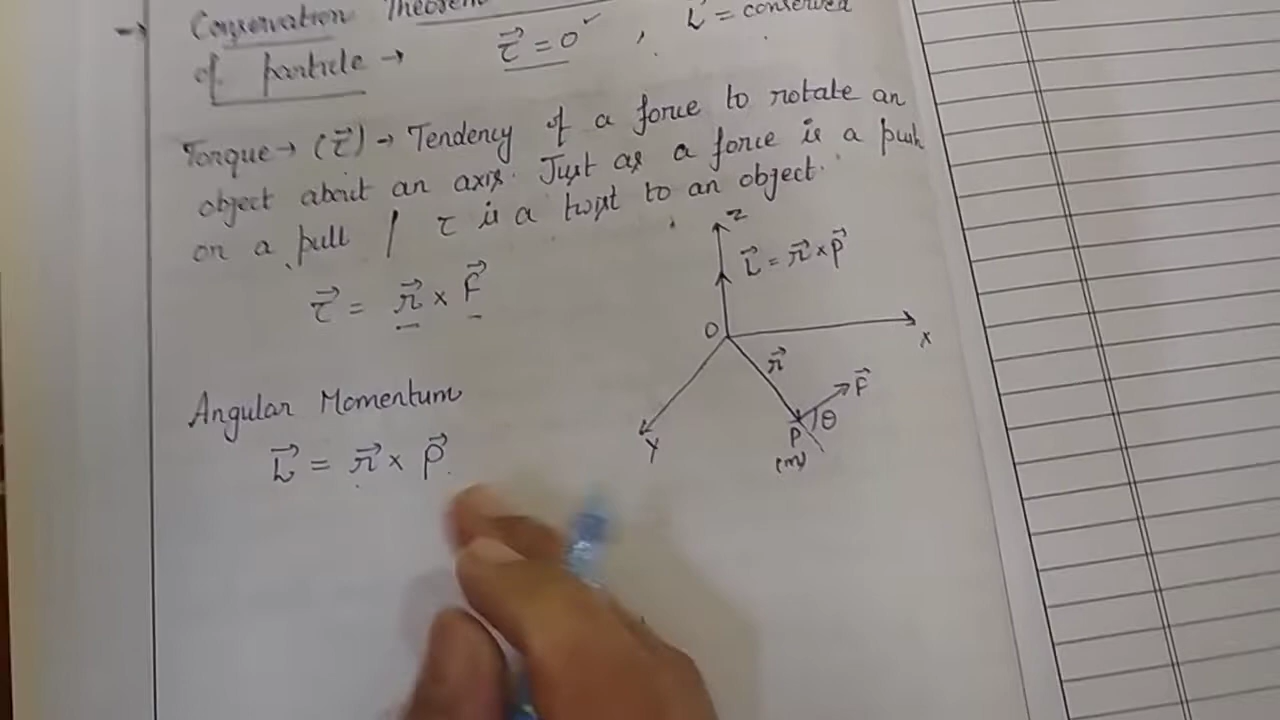 → Conservation Theorem
L⃗ = conserved
of particle → τ⃗ = 0 ✓ ,
Torque → (τ⃗) → Tendency of a force to rotate an
object about an axis. Just as a force is a push
or a pull / τ is a twist to an object.
τ⃗ = r⃗ × F⃗
Z
L⃗ = r⃗ × p⃗
O
X
r⃗
F⃗
θ
P
(m)
Y
Angular Momentum
L⃗ = r⃗ × p⃗